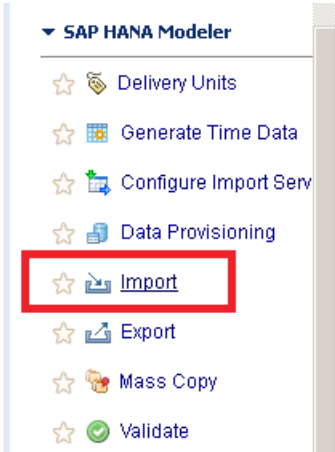 SAP HANA Modeler
Delivery Units
Generate Time Data
Configure Import Serv
Data Provisioning
Import
Export
Mass Copy
Validate